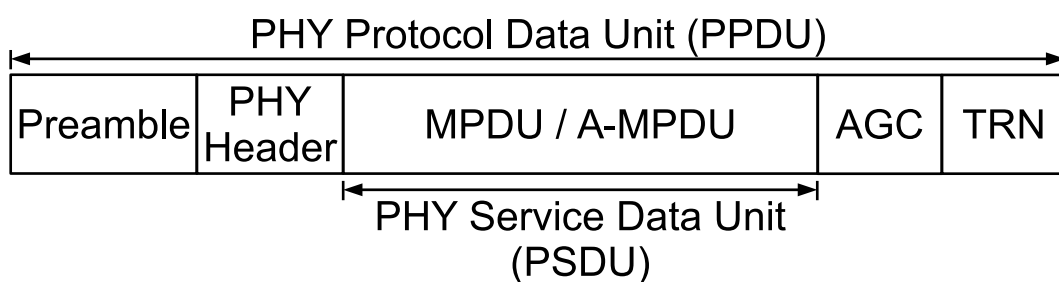 PHY Protocol Data Unit (PPDU)
Preamble
PHY
Header
MPDU / A-MPDU
AGC
TRN
PHY Service Data Unit
(PSDU)